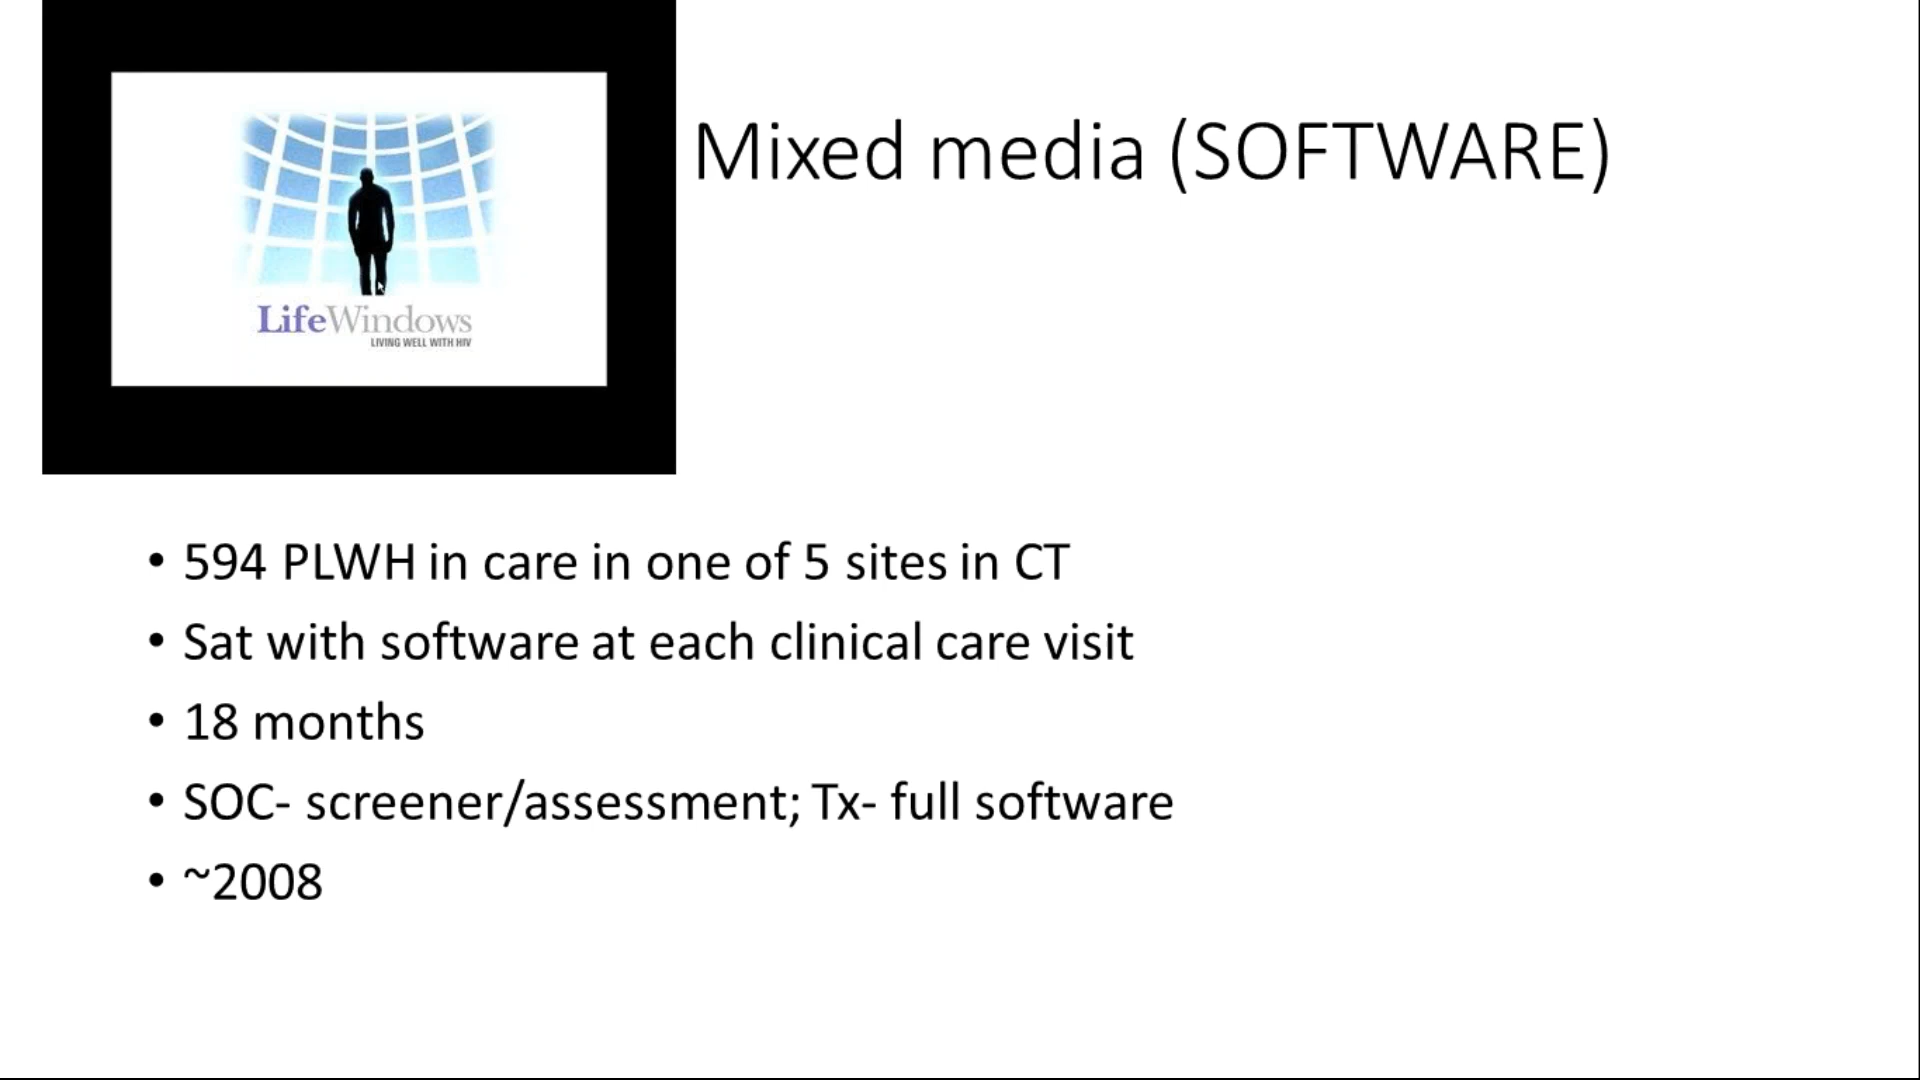 Mixed media (SOFTWARE)
LifeWindows
LIVING WELL WITH HIV
• 594 PLWH in care in one of 5 sites in CT
• Sat with software at each clinical care visit
• 18 months
• SOC- screener/assessment; Tx- full software
• ~2008